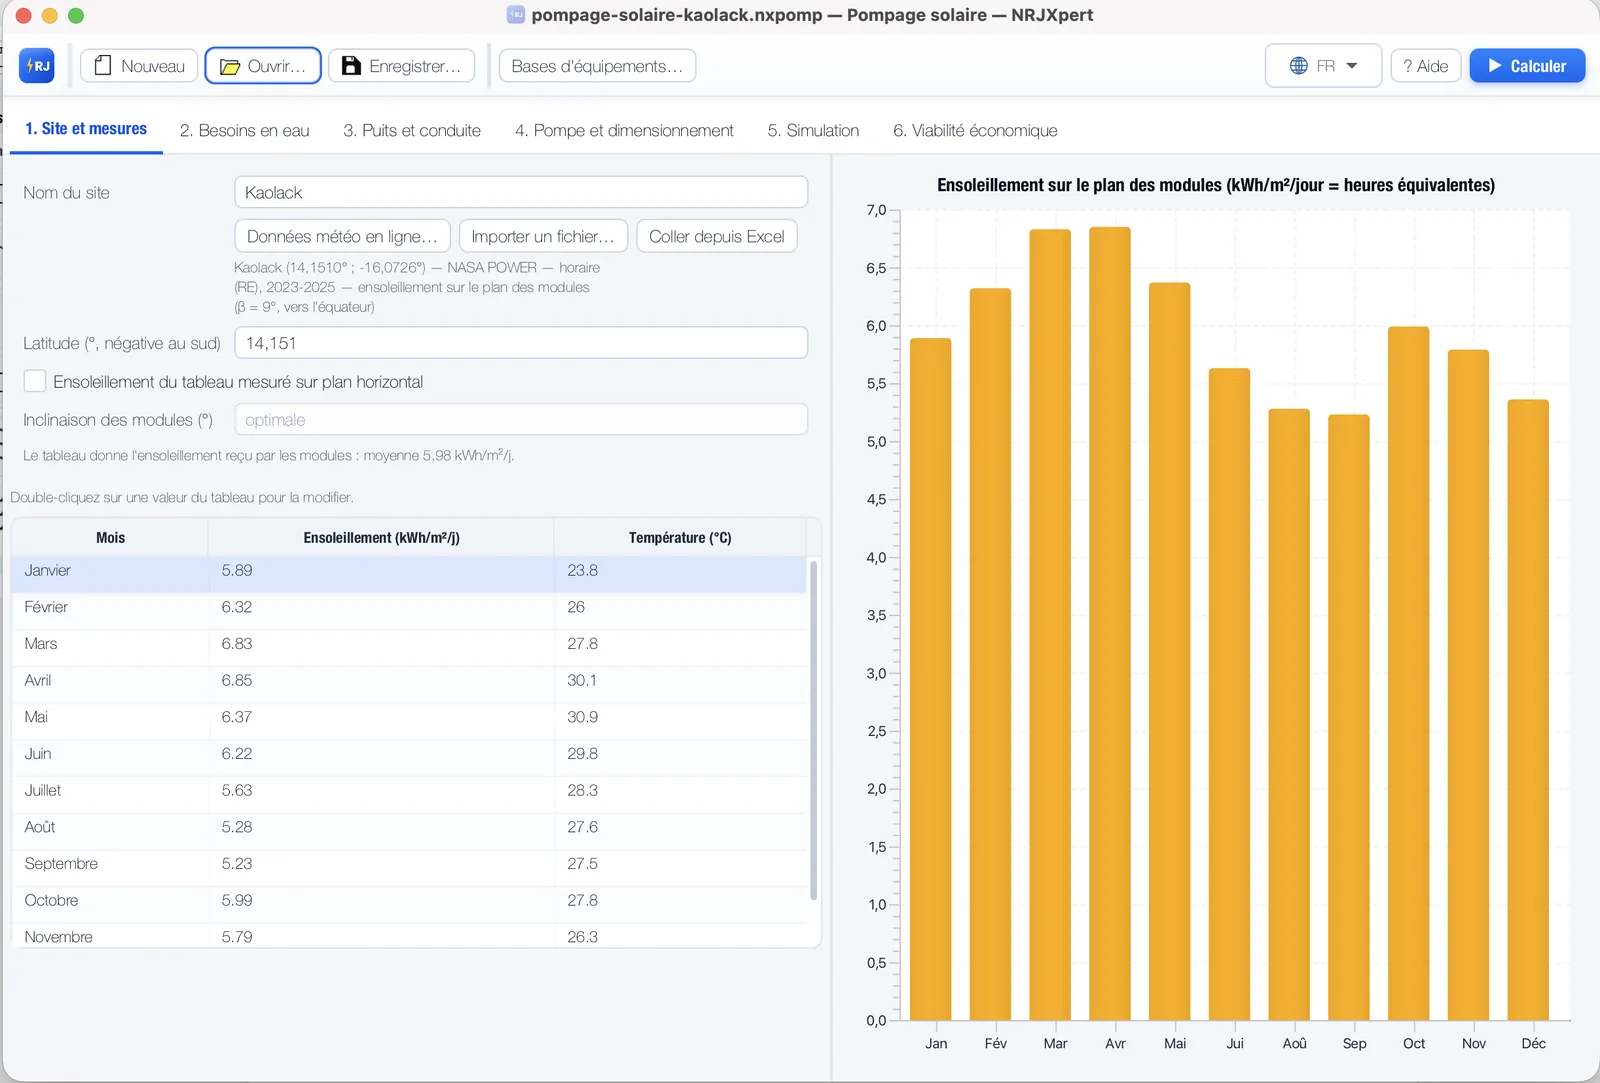 pompage-solaire-kaolack.nxpomp — Pompage solaire — NRJXpert
RJ
Nouveau
Ouvrir…
Enregistrer…
Bases d'équipements…
FR
? Aide
Calculer
1. Site et mesures
2. Besoins en eau
3. Puits et conduite
4. Pompe et dimensionnement
5. Simulation
6. Viabilité économique
Nom du site
Kaolack
Données météo en ligne…
Importer un fichier…
Coller depuis Excel
Kaolack (14,1510° ; -16,0726°) — NASA POWER — horaire
(RE), 2023-2025 — ensoleillement sur le plan des modules
(β = 9°, vers l'équateur)
Latitude (°, négative au sud)
14,151
Ensoleillement du tableau mesuré sur plan horizontal
Inclinaison des modules (°)
optimale
Le tableau donne l'ensoleillement reçu par les modules : moyenne 5,98 kWh/m²/j.
Double-cliquez sur une valeur du tableau pour la modifier.
Mois Ensoleillement (kWh/m²/j) Température (°C)
Janvier 5.89 23.8
Février 6.32 26
Mars 6.83 27.8
Avril 6.85 30.1
Mai 6.37 30.9
Juin 6.22 29.8
Juillet 5.63 28.3
Août 5.28 27.6
Septembre 5.23 27.5
Octobre 5.99 27.8
Novembre 5.79 26.3
Ensoleillement sur le plan des modules (kWh/m²/jour = heures équivalentes)
7,0
6,5
6,0
5,5
5,0
4,5
4,0
3,5
3,0
2,5
2,0
1,5
1,0
0,5
0,0
Jan Fév Mar Avr Mai Jui Aoû Sep Oct Nov Déc